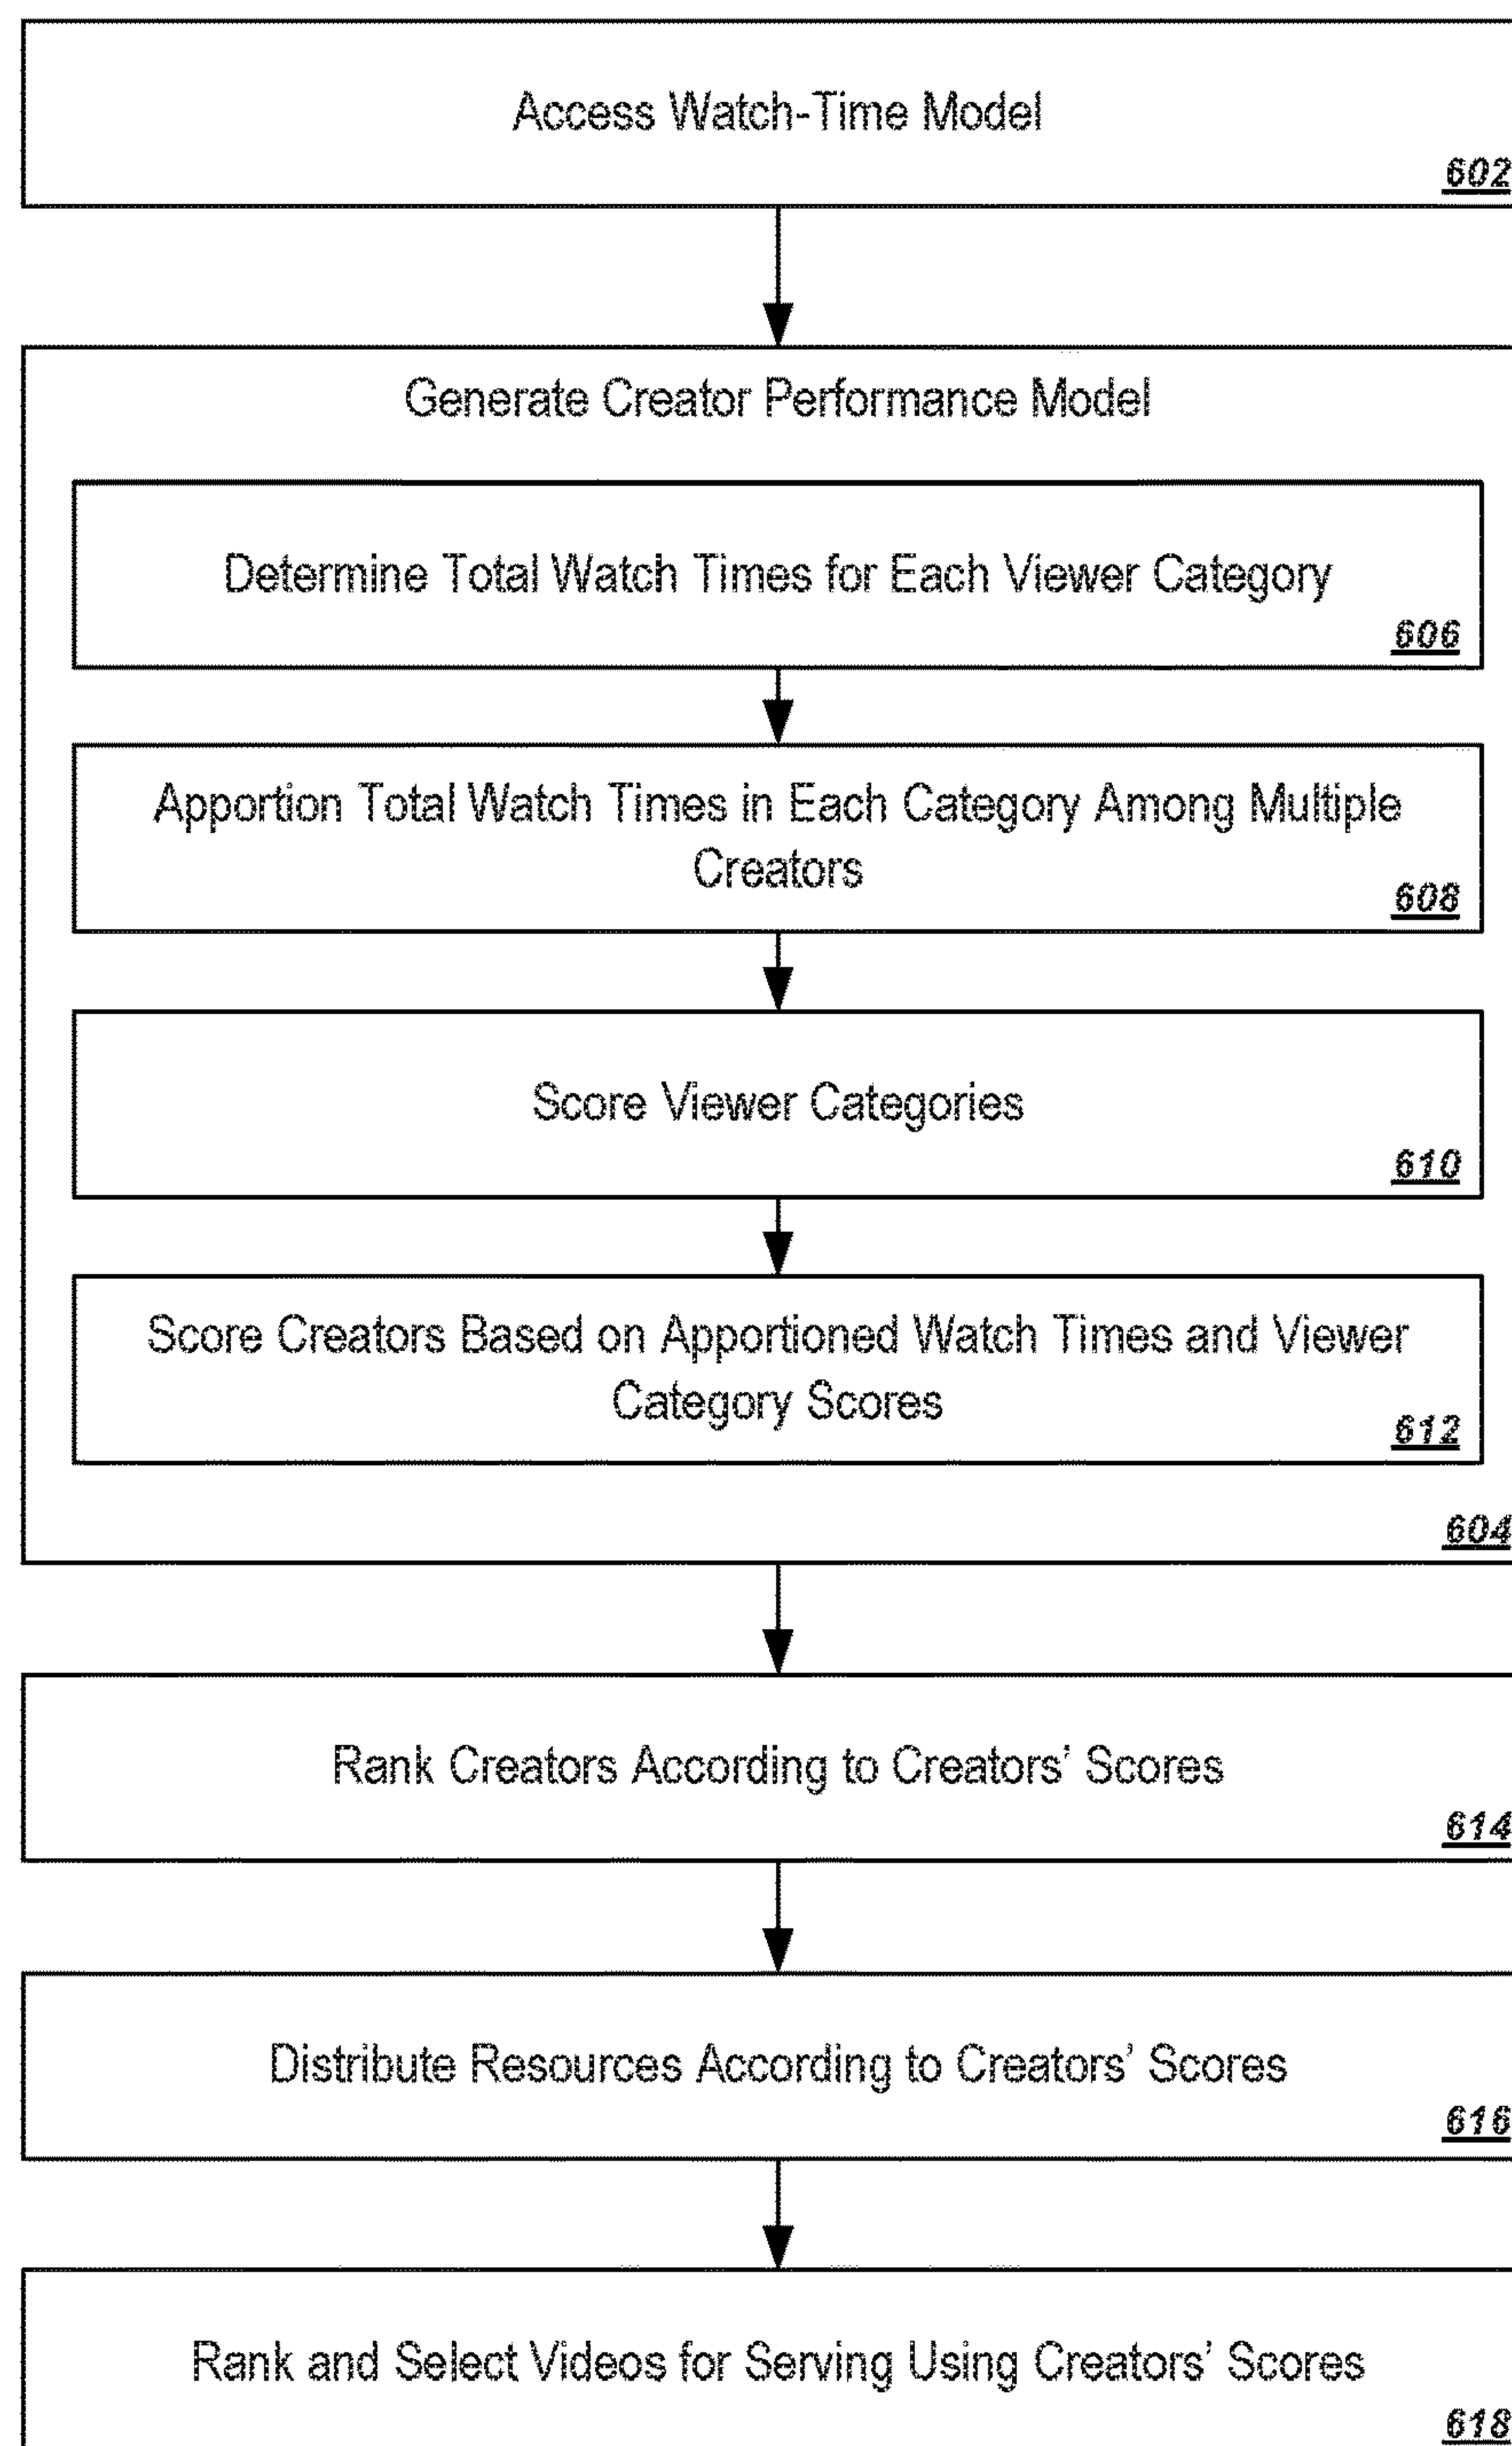 Access Watch-Time Model
602
Generate Creator Performance Model
Determine Total Watch Times for Each Viewer Category
606
Apportion Total Watch Times in Each Category Among Multiple
Creators
608
Score Viewer Categories
610
Score Creators Based on Apportioned Watch Times and Viewer
Category Scores
612
604
Rank Creators According to Creators' Scores
614
Distribute Resources According to Creators' Scores
616
Rank and Select Videos for Serving Using Creators' Scores
618